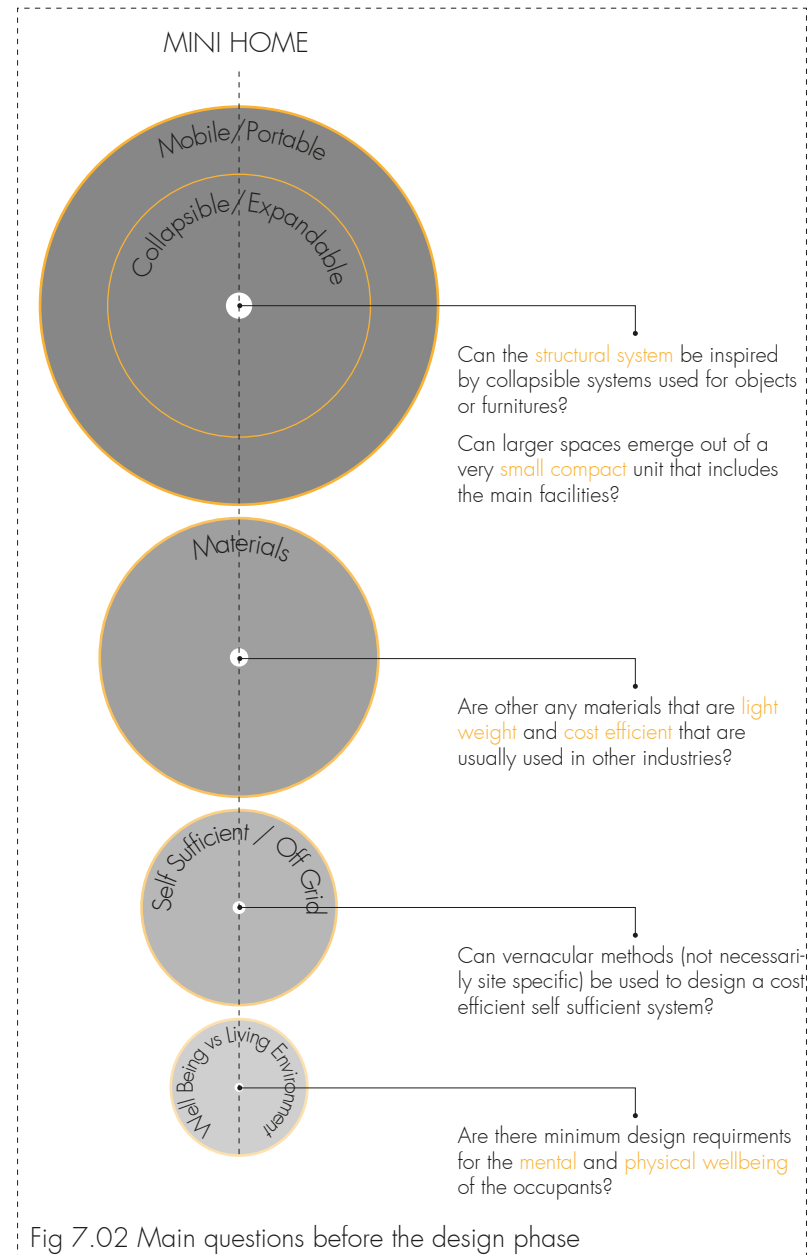 MINI HOME
Mobile/Portable
Collapsible/Expandable
Can the structural system be inspired
by collapsible systems used for objects
or furnitures?
Can larger spaces emerge out of a
very small compact unit that includes
the main facilities?
Materials
Are other any materials that are light
weight and cost efficient that are
usually used in other industries?
Self Sufficient / Off Grid
Can vernacular methods (not necessari-
ly site specific) be used to design a cost
efficient self sufficient system?
Well Being vs Living Environment
Are there minimum design requirments
for the mental and physical wellbeing
of the occupants?
Fig 7.02 Main questions before the design phase